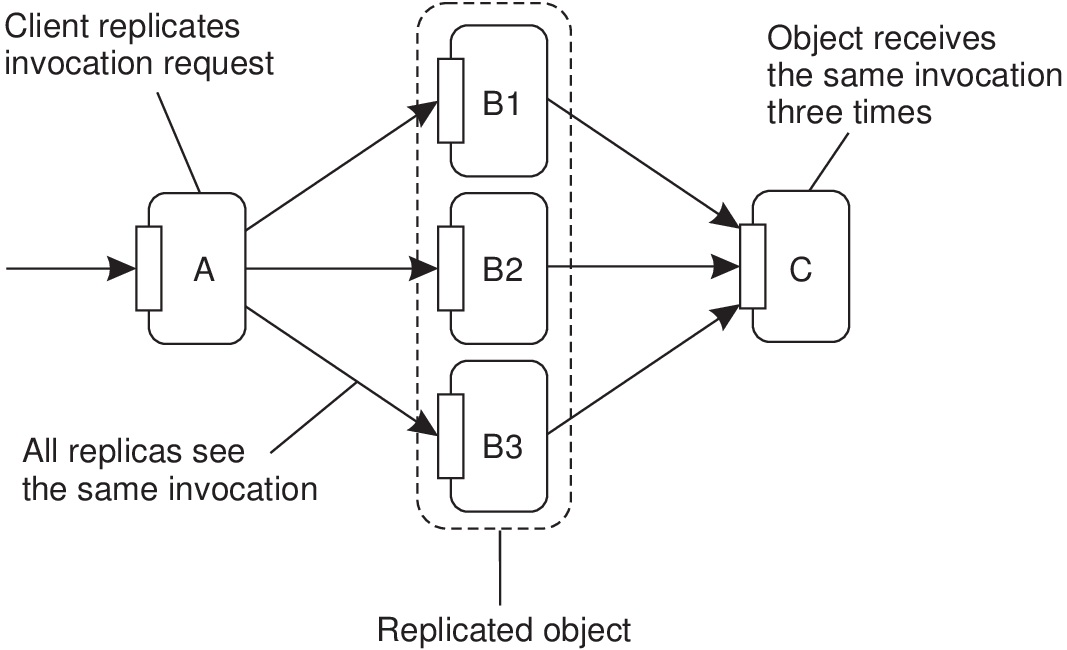 Client replicates
invocation request
Object receives
the same invocation
three times
B1
A
B2
C
B3
All replicas see
the same invocation
Replicated object